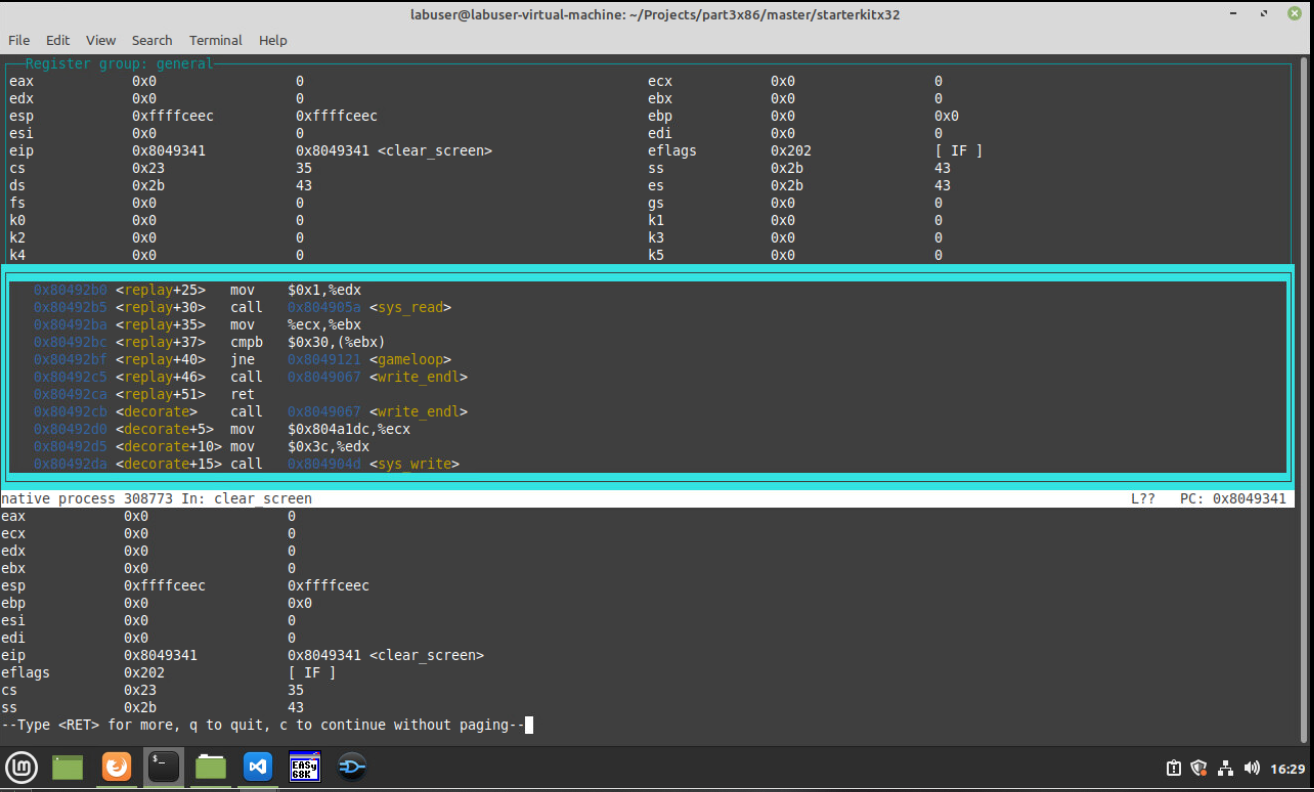 labuser@labuser-virtual-machine: ~/Projects/part3x86/master/starterkitx32
File Edit View Search Terminal Help
Register group: general
eax 0x0 0 ecx 0x0 0
edx 0x0 0 ebx 0x0 0
esp 0xffffceec 0xffffceec ebp 0x0 0x0
esi 0x0 0 edi 0x0 0
eip 0x8049341 0x8049341 <clear_screen> eflags 0x202 [ IF ]
cs 0x23 35 ss 0x2b 43
ds 0x2b 43 es 0x2b 43
fs 0x0 0 gs 0x0 0
k0 0x0 0 k1 0x0 0
k2 0x0 0 k3 0x0 0
k4 0x0 0 k5 0x0 0
0x80492b0 <replay+25> mov $0x1,%edx
0x80492b5 <replay+30> call 0x804905a <sys_read>
0x80492ba <replay+35> mov %ecx,%ebx
0x80492bc <replay+37> cmpb $0x30,(%ebx)
0x80492bf <replay+40> jne 0x8049121 <gameloop>
0x80492c5 <replay+46> call 0x8049067 <write_endl>
0x80492ca <replay+51> ret
0x80492cb <decorate> call 0x8049067 <write_endl>
0x80492d0 <decorate+5> mov $0x804a1dc,%ecx
0x80492d5 <decorate+10> mov $0x3c,%edx
0x80492da <decorate+15> call 0x804904d <sys_write>
native process 308773 In: clear_screen L?? PC: 0x8049341
eax 0x0 0
ecx 0x0 0
edx 0x0 0
ebx 0x0 0
esp 0xffffceec 0xffffceec
ebp 0x0 0x0
esi 0x0 0
edi 0x0 0
eip 0x8049341 0x8049341 <clear_screen>
eflags 0x202 [ IF ]
cs 0x23 35
ss 0x2b 43
--Type <RET> for more, q to quit, c to continue without paging--
$_
EASy
68K
16:29